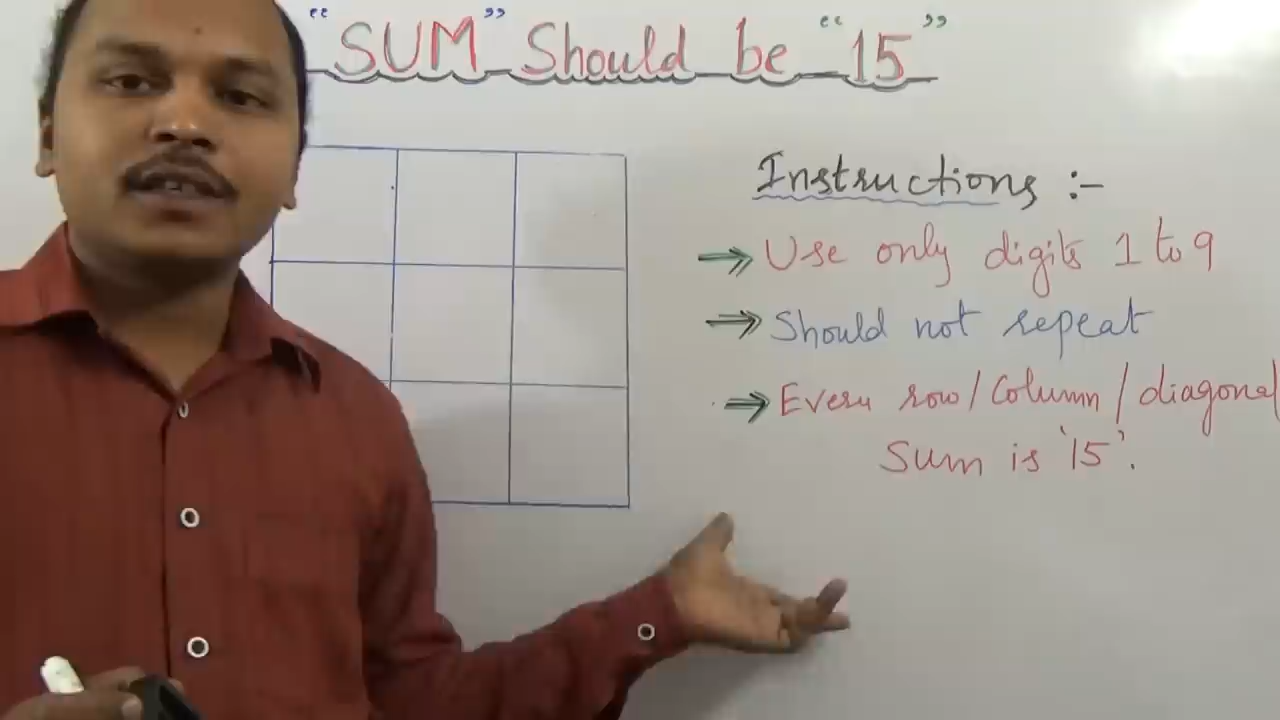 "SUM" Should be "15"
Instructions :-
⇒ Use only digits 1 to 9
⇒ Should not repeat
⇒ Every row/Column/diagonal
Sum is '15'.